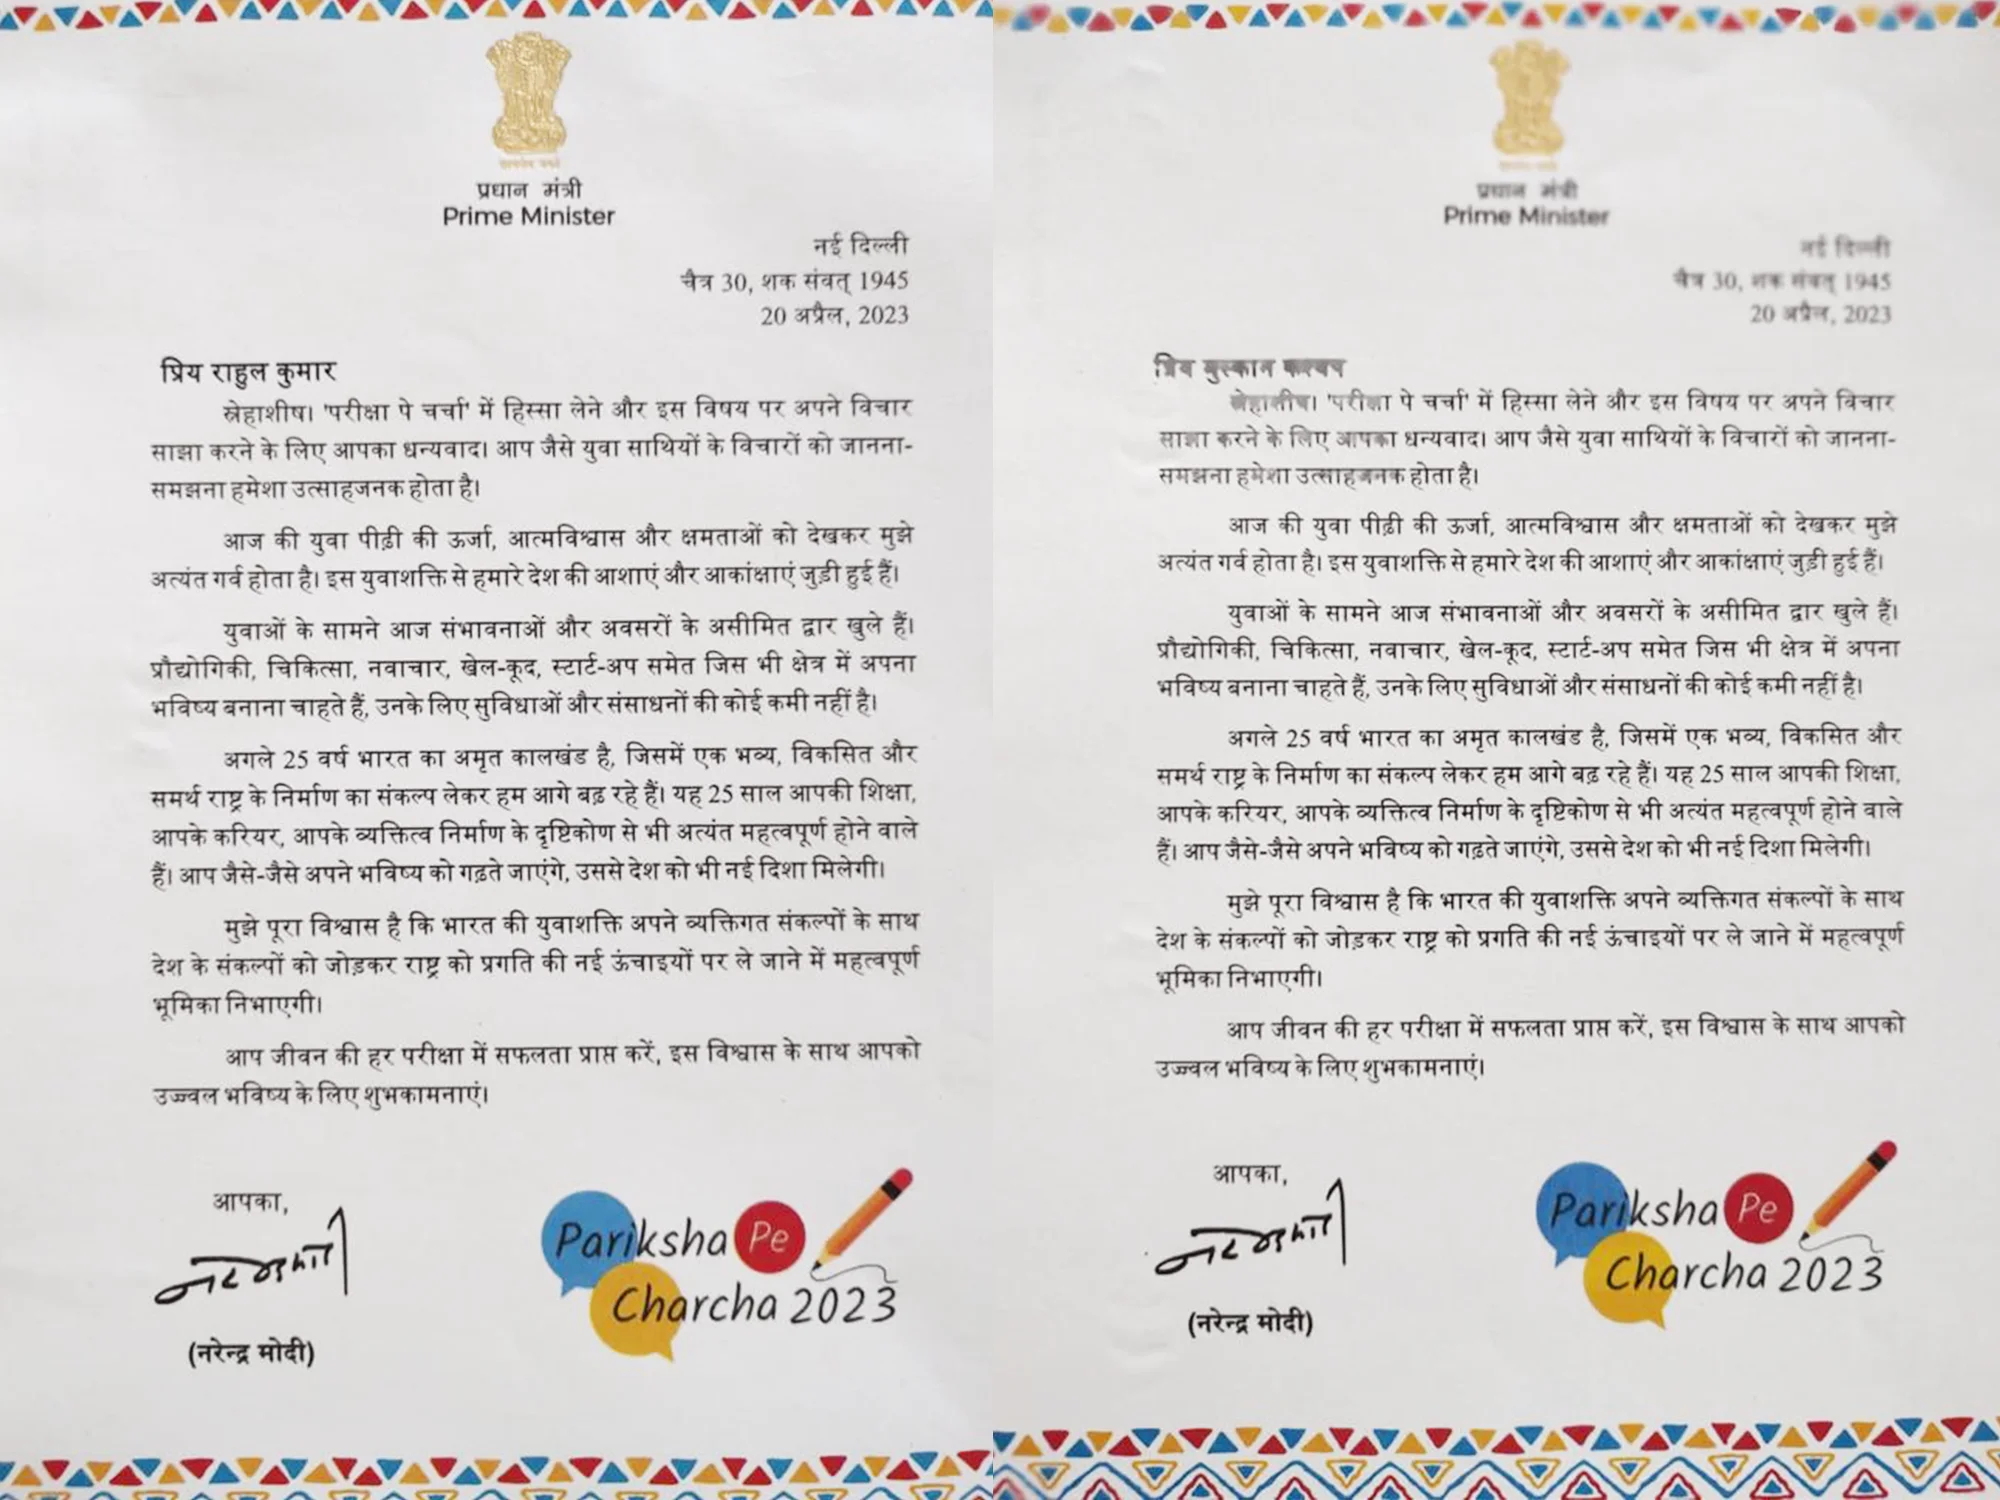 प्रधान मंत्री
Prime Minister
नई दिल्ली
चैत्र 30, शक संवत् 1945
20 अप्रैल, 2023
प्रिय राहुल कुमार
स्नेहाशीष। 'परीक्षा पे चर्चा' में हिस्सा लेने और इस विषय पर अपने विचार
साझा करने के लिए आपका धन्यवाद। आप जैसे युवा साथियों के विचारों को जानना-
समझना हमेशा उत्साहजनक होता है।
आज की युवा पीढ़ी की ऊर्जा, आत्मविश्वास और क्षमताओं को देखकर मुझे
अत्यंत गर्व होता है। इस युवाशक्ति से हमारे देश की आशाएं और आकांक्षाएं जुड़ी हुई हैं।
युवाओं के सामने आज संभावनाओं और अवसरों के असीमित द्वार खुले हैं।
प्रौद्योगिकी, चिकित्सा, नवाचार, खेल-कूद, स्टार्ट-अप समेत जिस भी क्षेत्र में अपना
भविष्य बनाना चाहते हैं, उनके लिए सुविधाओं और संसाधनों की कोई कमी नहीं है।
अगले 25 वर्ष भारत का अमृत कालखंड है, जिसमें एक भव्य, विकसित और
समर्थ राष्ट्र के निर्माण का संकल्प लेकर हम आगे बढ़ रहे हैं। यह 25 साल आपकी शिक्षा,
आपके करियर, आपके व्यक्तित्व निर्माण के दृष्टिकोण से भी अत्यंत महत्वपूर्ण होने वाले
हैं। आप जैसे-जैसे अपने भविष्य को गढ़ते जाएंगे, उससे देश को भी नई दिशा मिलेगी।
मुझे पूरा विश्वास है कि भारत की युवाशक्ति अपने व्यक्तिगत संकल्पों के साथ
देश के संकल्पों को जोड़कर राष्ट्र को प्रगति की नई ऊंचाइयों पर ले जाने में महत्वपूर्ण
भूमिका निभाएगी।
आप जीवन की हर परीक्षा में सफलता प्राप्त करें, इस विश्वास के साथ आपको
उज्ज्वल भविष्य के लिए शुभकामनाएं।
आपका,
(नरेन्द्र मोदी)
Pariksha Pe
Charcha 2023
प्रधान मंत्री
Prime Minister
नई दिल्ली
चैत्र 30, शक संवत् 1945
20 अप्रैल, 2023
प्रिय मुस्कान
स्नेहाशीष। 'परीक्षा पे चर्चा' में हिस्सा लेने और इस विषय पर अपने विचार
साझा करने के लिए आपका धन्यवाद। आप जैसे युवा साथियों के विचारों को जानना-
समझना हमेशा उत्साहजनक होता है।
आज की युवा पीढ़ी की ऊर्जा, आत्मविश्वास और क्षमताओं को देखकर मुझे
अत्यंत गर्व होता है। इस युवाशक्ति से हमारे देश की आशाएं और आकांक्षाएं जुड़ी हुई हैं।
युवाओं के सामने आज संभावनाओं और अवसरों के असीमित द्वार खुले हैं।
प्रौद्योगिकी, चिकित्सा, नवाचार, खेल-कूद, स्टार्ट-अप समेत जिस भी क्षेत्र में अपना
भविष्य बनाना चाहते हैं, उनके लिए सुविधाओं और संसाधनों की कोई कमी नहीं है।
अगले 25 वर्ष भारत का अमृत कालखंड है, जिसमें एक भव्य, विकसित और
समर्थ राष्ट्र के निर्माण का संकल्प लेकर हम आगे बढ़ रहे हैं। यह 25 साल आपकी शिक्षा,
आपके करियर, आपके व्यक्तित्व निर्माण के दृष्टिकोण से भी अत्यंत महत्वपूर्ण होने वाले
हैं। आप जैसे-जैसे अपने भविष्य को गढ़ते जाएंगे, उससे देश को भी नई दिशा मिलेगी।
मुझे पूरा विश्वास है कि भारत की युवाशक्ति अपने व्यक्तिगत संकल्पों के साथ
देश के संकल्पों को जोड़कर राष्ट्र को प्रगति की नई ऊंचाइयों पर ले जाने में महत्वपूर्ण
भूमिका निभाएगी।
आप जीवन की हर परीक्षा में सफलता प्राप्त करें, इस विश्वास के साथ आपको
उज्ज्वल भविष्य के लिए शुभकामनाएं।
आपका,
(नरेन्द्र मोदी)
Pariksha Pe
Charcha 2023